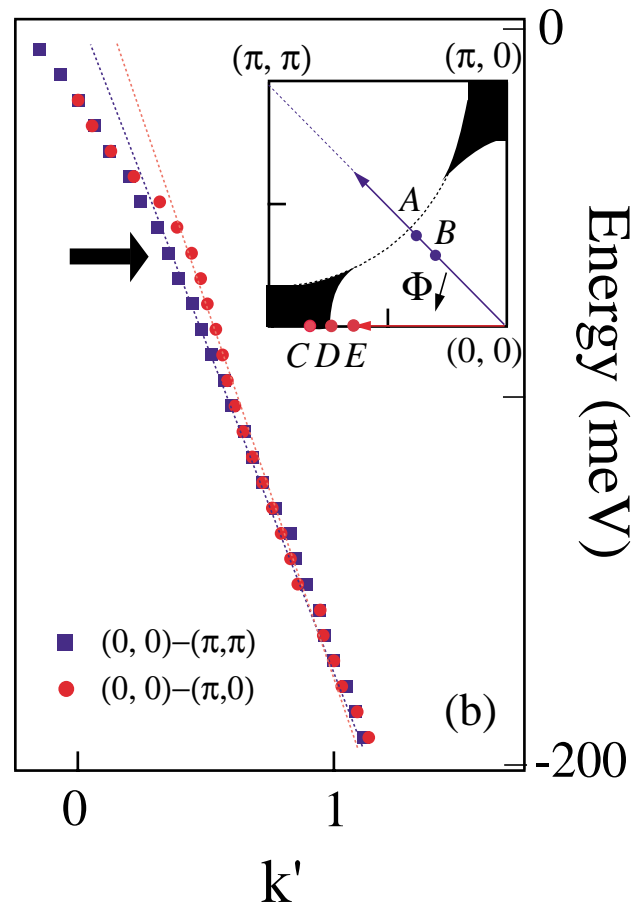 0
(π, π)
(π, 0)
A
B
Φ
C D E
(0, 0)
Energy (meV)
(0, 0)–(π,π)
(0, 0)–(π,0)
(b)
-200
0
1
k'